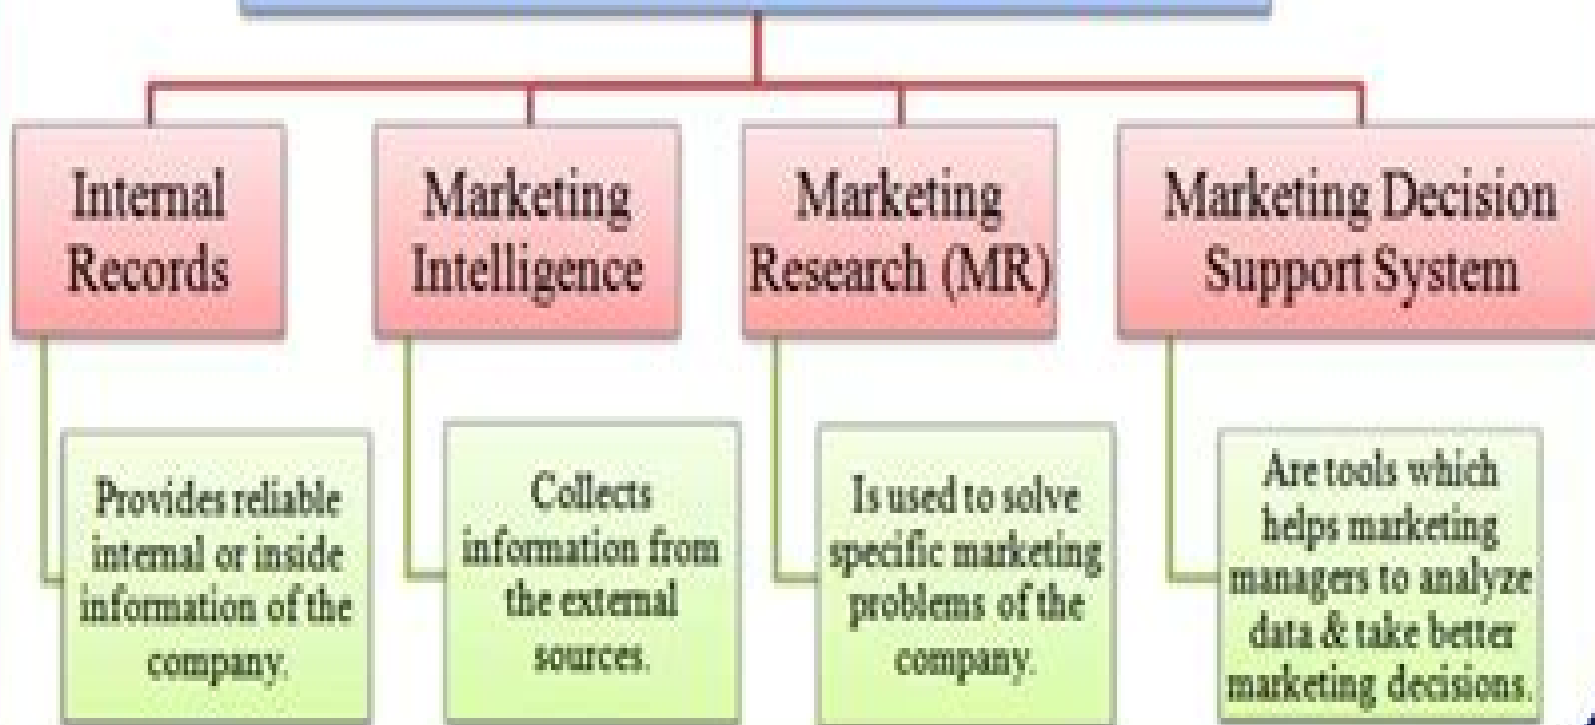 Internal
Records
Marketing
Intelligence
Marketing
Research (MR)
Marketing Decision
Support System
Provides reliable
internal or inside
information of the
company.
Collects
information from
the external
sources.
Is used to solve
specific marketing
problems of the
company.
Are tools which
helps marketing
managers to analyze
data & take better
marketing decisions.